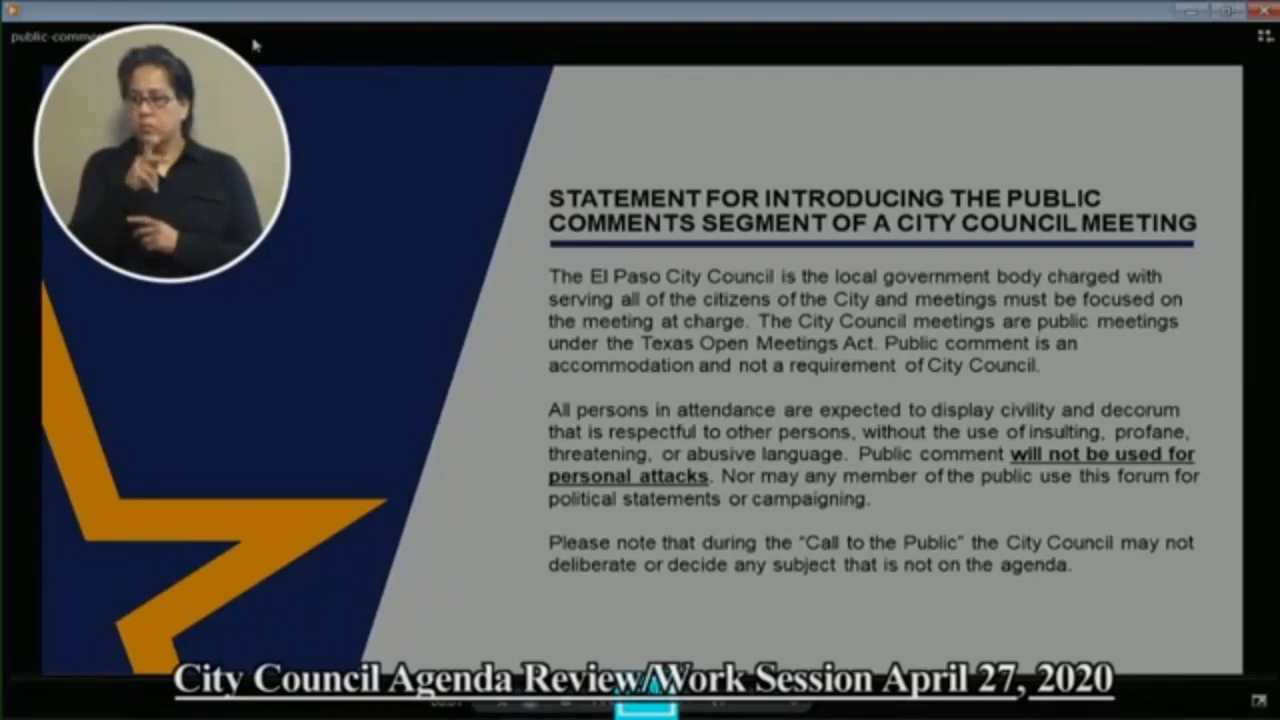 public-comme
STATEMENT FOR INTRODUCING THE PUBLIC
COMMENTS SEGMENT OF A CITY COUNCIL MEETING
The El Paso City Council is the local government body charged with
serving all of the citizens of the City and meetings must be focused on
the meeting at charge. The City Council meetings are public meetings
under the Texas Open Meetings Act. Public comment is an
accommodation and not a requirement of City Council.
All persons in attendance are expected to display civility and decorum
that is respectful to other persons, without the use of insulting, profane,
threatening, or abusive language. Public comment will not be used for
personal attacks. Nor may any member of the public use this forum for
political statements or campaigning.
Please note that during the “Call to the Public” the City Council may not
deliberate or decide any subject that is not on the agenda.
City Council Agenda Review/Work Session April 27, 2020